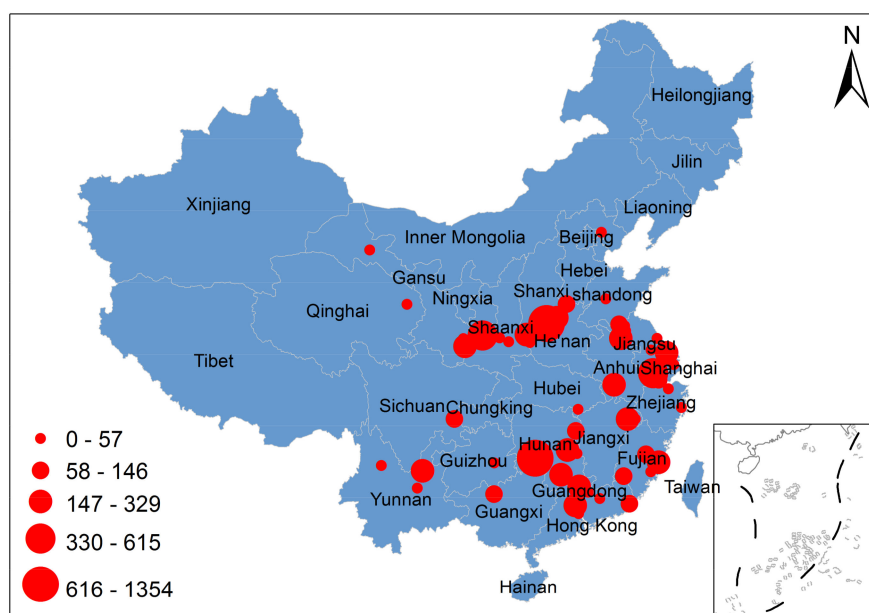 N
Heilongjiang
Jilin
Liaoning
Xinjiang
Inner Mongolia
Beijing
Hebei
Gansu
Shanxi
shandong
Qinghai
Ningxia
Shaanxi
He'nan
Jiangsu
Tibet
Anhui
Shanghai
Hubei
Sichuan
Chungking
Zhejiang
Hunan
Jiangxi
Guizhou
Fujian
Yunnan
Guangdong
Taiwan
Guangxi
Hong Kong
Hainan
0 - 57
58 - 146
147 - 329
330 - 615
616 - 1354